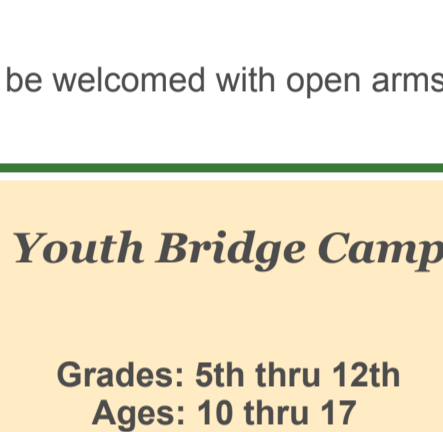 be welcomed with open arms
Youth Bridge Camp
Grades: 5th thru 12th
Ages: 10 thru 17